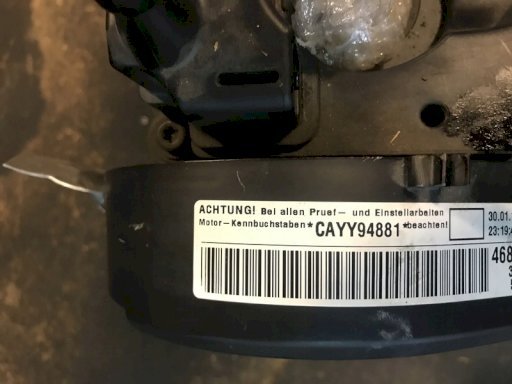 ACHTUNG! Bei allen Pruef- und Einstellarbeiten
Motor-Kennbuchstaben *CAYY94881* beachten!
30.01.
23:19:
468